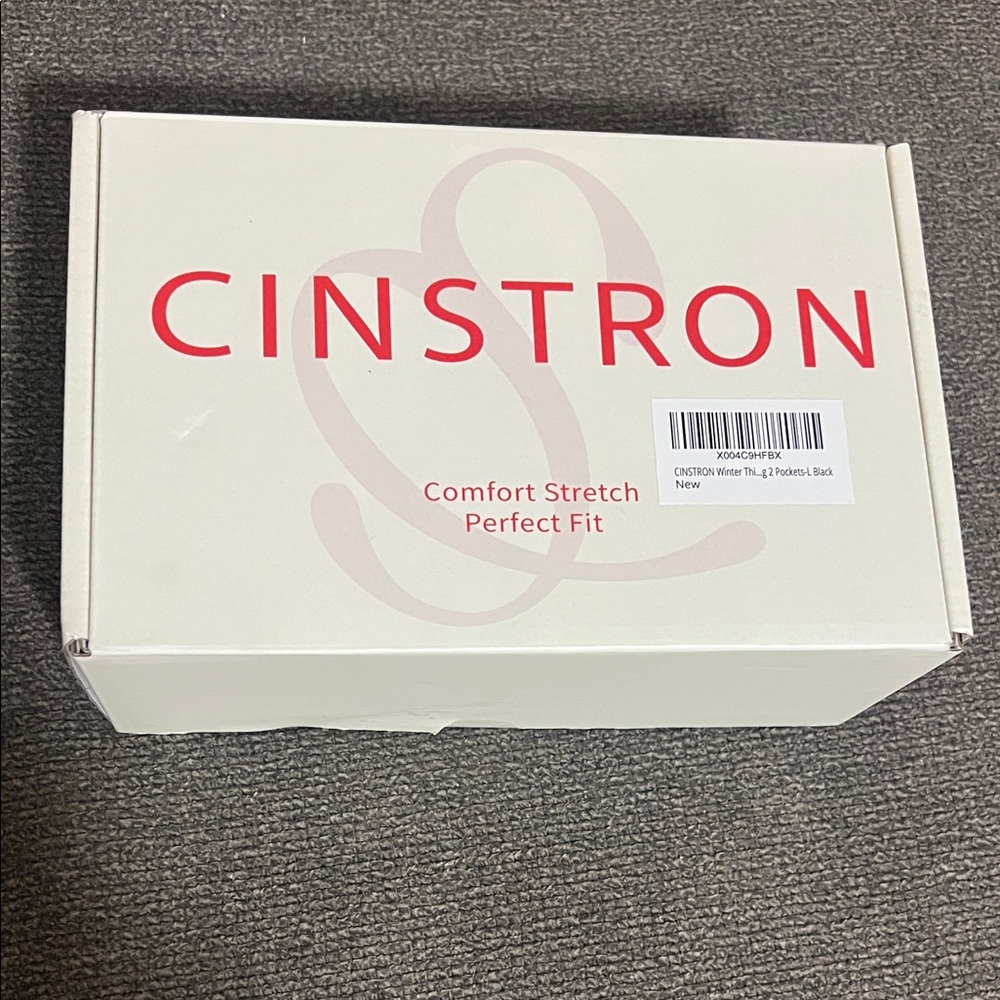 CINSTRON
X004C9HFBX
CINSTRON Winter Thi...g 2 Pockets-L Black
New
Comfort Stretch
Perfect Fit